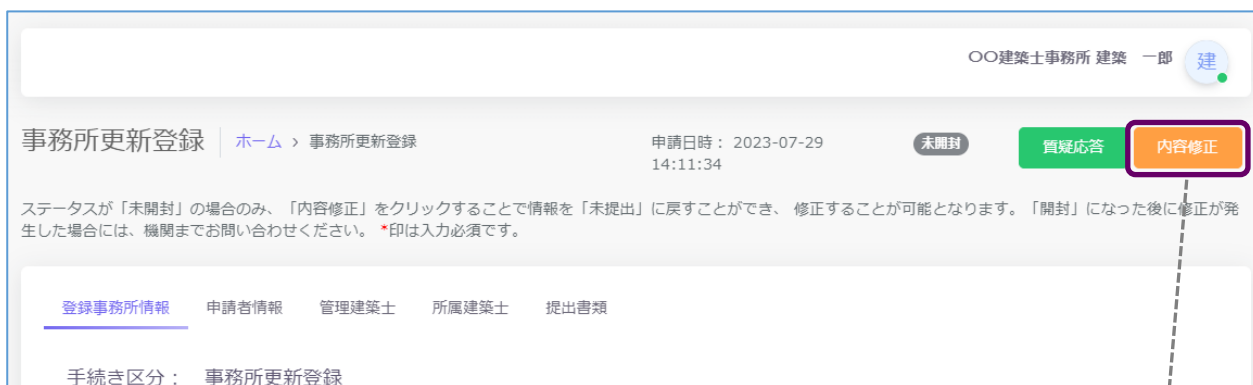 〇〇建築士事務所 建築　一郎
建
事務所更新登録
ホーム › 事務所更新登録
申請日時： 2023-07-29
14:11:34
未開封
質疑応答
内容修正
ステータスが「未開封」の場合のみ、「内容修正」をクリックすることで情報を「未提出」に戻すことができ、 修正することが可能となります。「開封」になった後に修正が発
生した場合には、機関までお問い合わせください。 *印は入力必須です。
登録事務所情報
申請者情報
管理建築士
所属建築士
提出書類
手続き区分： 事務所更新登録